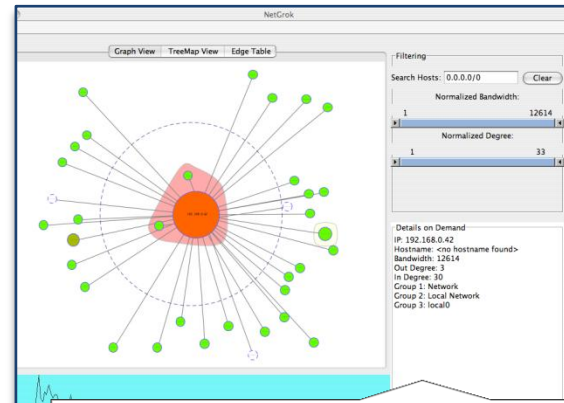 NetGrok
Graph View TreeMap View Edge Table
Filtering
Search Hosts: 0.0.0.0/0 Clear
Normalized Bandwidth:
1 12614
Normalized Degree:
1 33
Details on Demand
IP: 192.168.0.42
Hostname: <no hostname found>
Bandwidth: 12614
Out Degree: 3
In Degree: 30
Group 1: Network
Group 2: Local Network
Group 3: local0